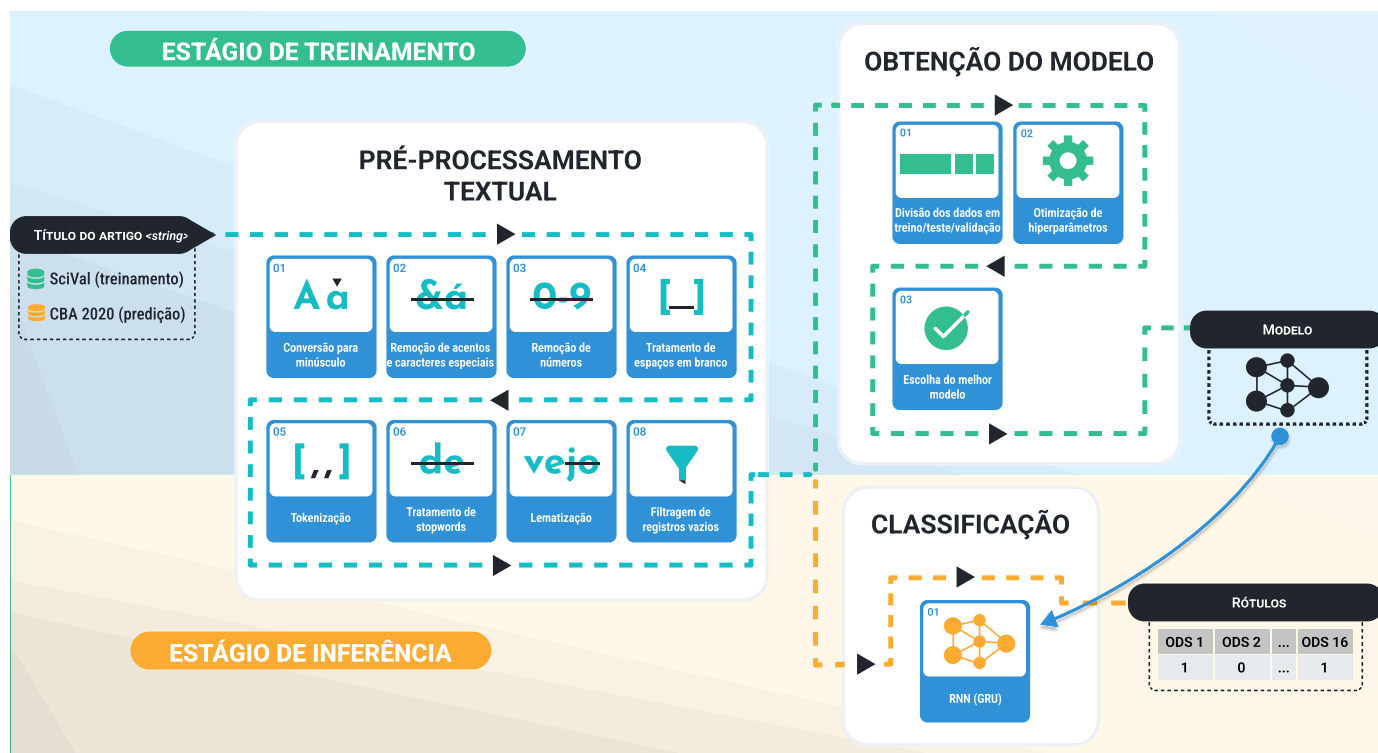 ESTÁGIO DE TREINAMENTO
TÍTULO DO ARTIGO <string>
SciVal (treinamento)
CBA 2020 (predição)
PRÉ-PROCESSAMENTO
TEXTUAL
01
Aa
Conversão para
minúsculo
02
&á
Remoção de acentos
e caracteres especiais
03
0-9
Remoção de
números
04
[_]
Tratamento de
espaços em branco
05
[,,]
Tokenização
06
de
Tratamento de
stopwords
07
vejo
Lematização
08
Filtragem de
registros vazios
OBTENÇÃO DO MODELO
01
Divisão dos dados em
treino/teste/validação
02
Otimização de
hiperparâmetros
03
Escolha do melhor
modelo
MODELO
ESTÁGIO DE INFERÊNCIA
CLASSIFICAÇÃO
01
RNN (GRU)
RÓTULOS
ODS 1 ODS 2 ... ODS 16
1 0 ... 1